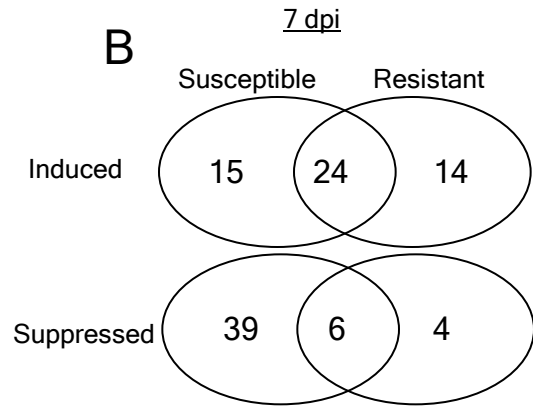 7 dpi
B
Susceptible Resistant
Induced 15 24 14
Suppressed 39 6 4